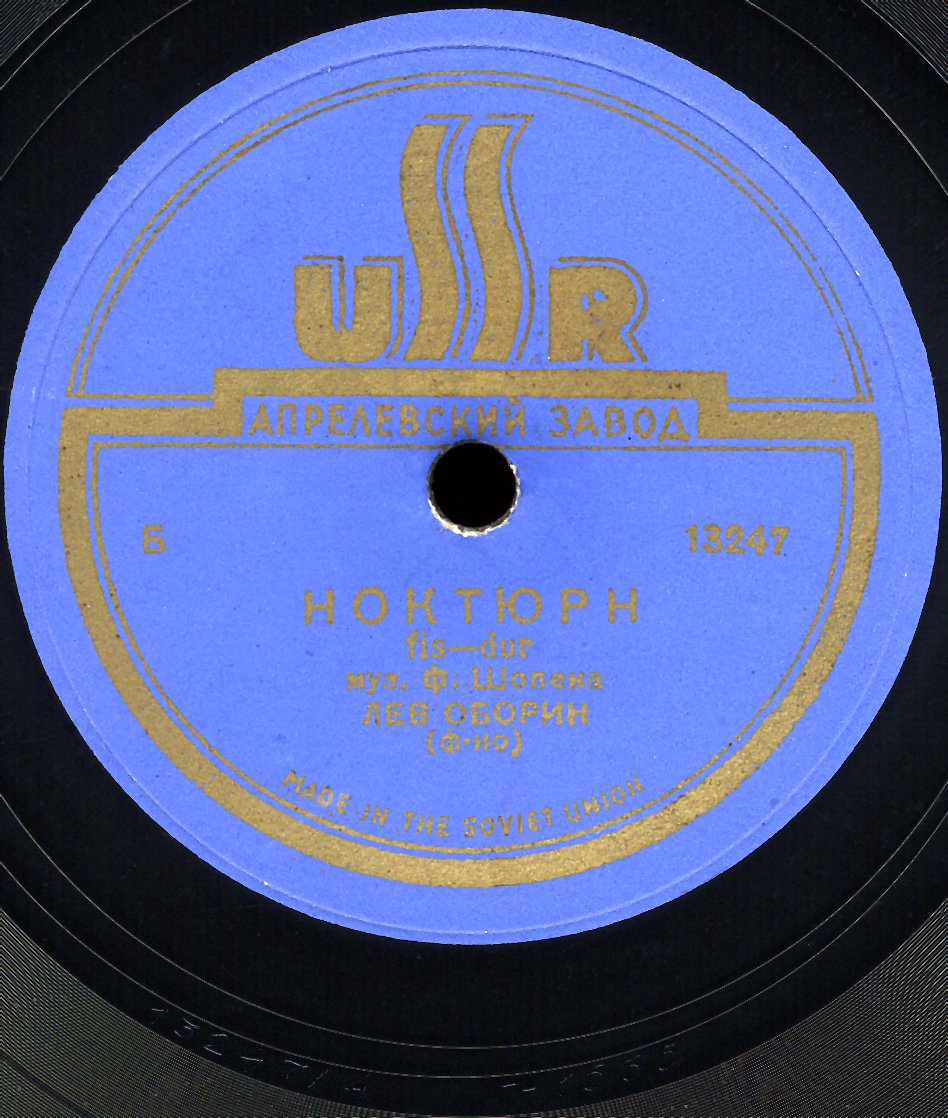 USSR
АПРЕЛЕВСКИЙ ЗАВОД
Б 13247
НОКТЮРН
fis—dur
муз. Ф. Шопена
ЛЕВ ОБОРИН
(ф-но)
MADE IN THE SOVIET UNION